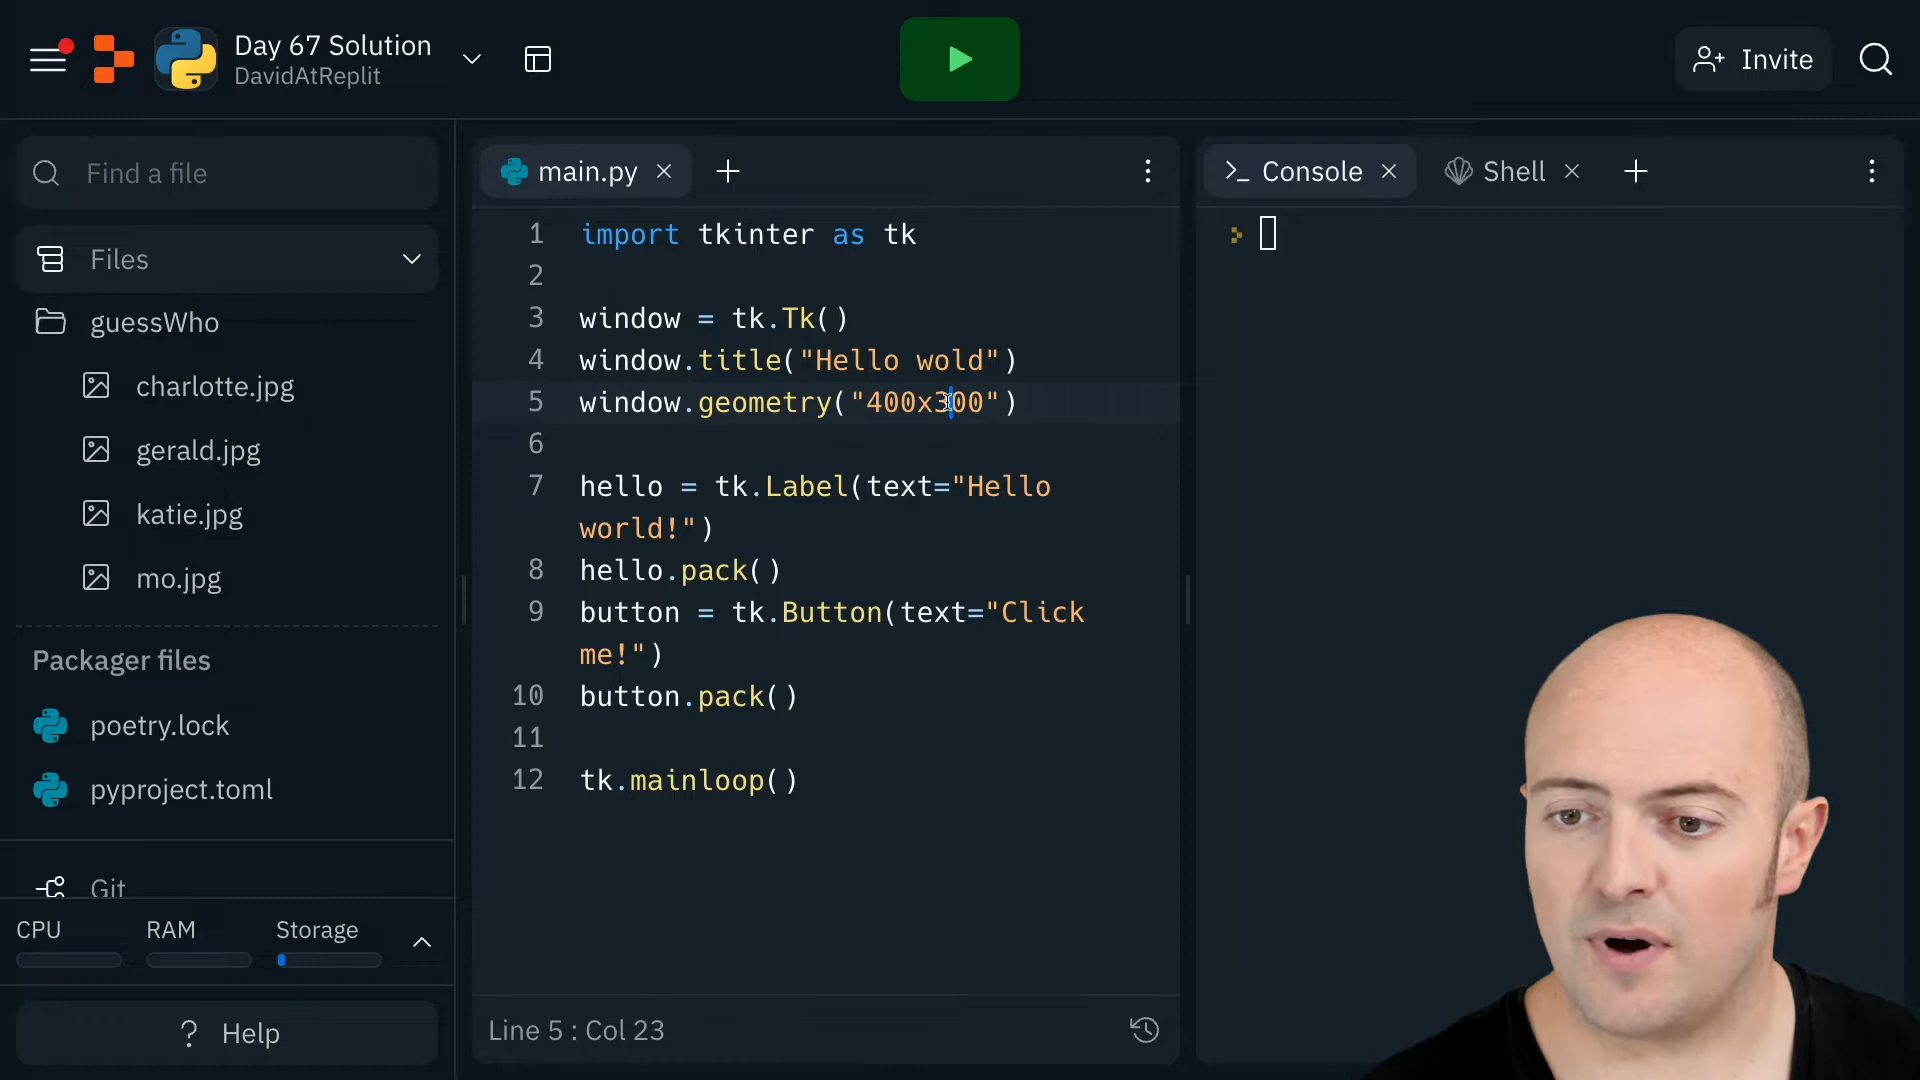 Day 67 Solution
DavidAtReplit
Invite
Find a file
Files
guessWho
charlotte.jpg
gerald.jpg
katie.jpg
mo.jpg
Packager files
poetry.lock
pyproject.toml
Git
CPU RAM Storage
? Help
main.py
1 import tkinter as tk
2
3 window = tk.Tk()
4 window.title("Hello wold")
5 window.geometry("400x300")
6
7 hello = tk.Label(text="Hello
world!")
8 hello.pack()
9 button = tk.Button(text="Click
me!")
10 button.pack()
11
12 tk.mainloop()
Line 5 : Col 23
Console
Shell